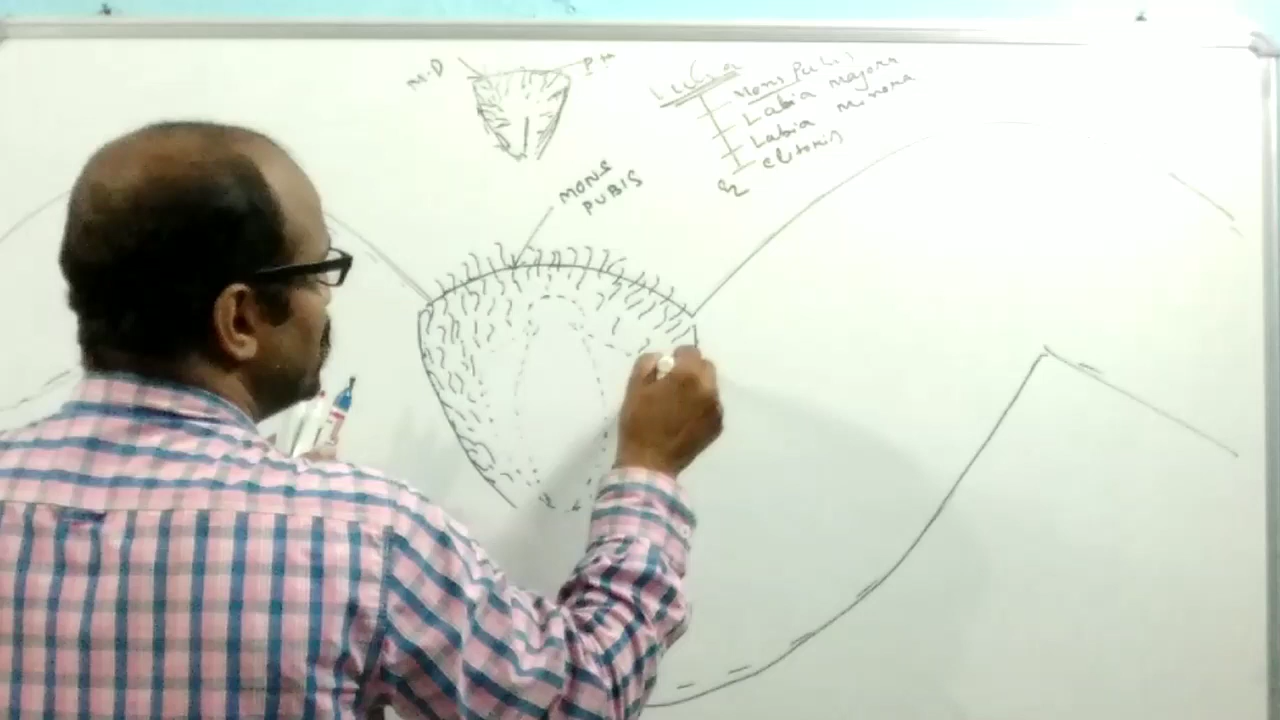 M.D
P.H
Vulva
Mons Pubis
Labia majora
Labia minora
clitoris
MONS
PUBIS